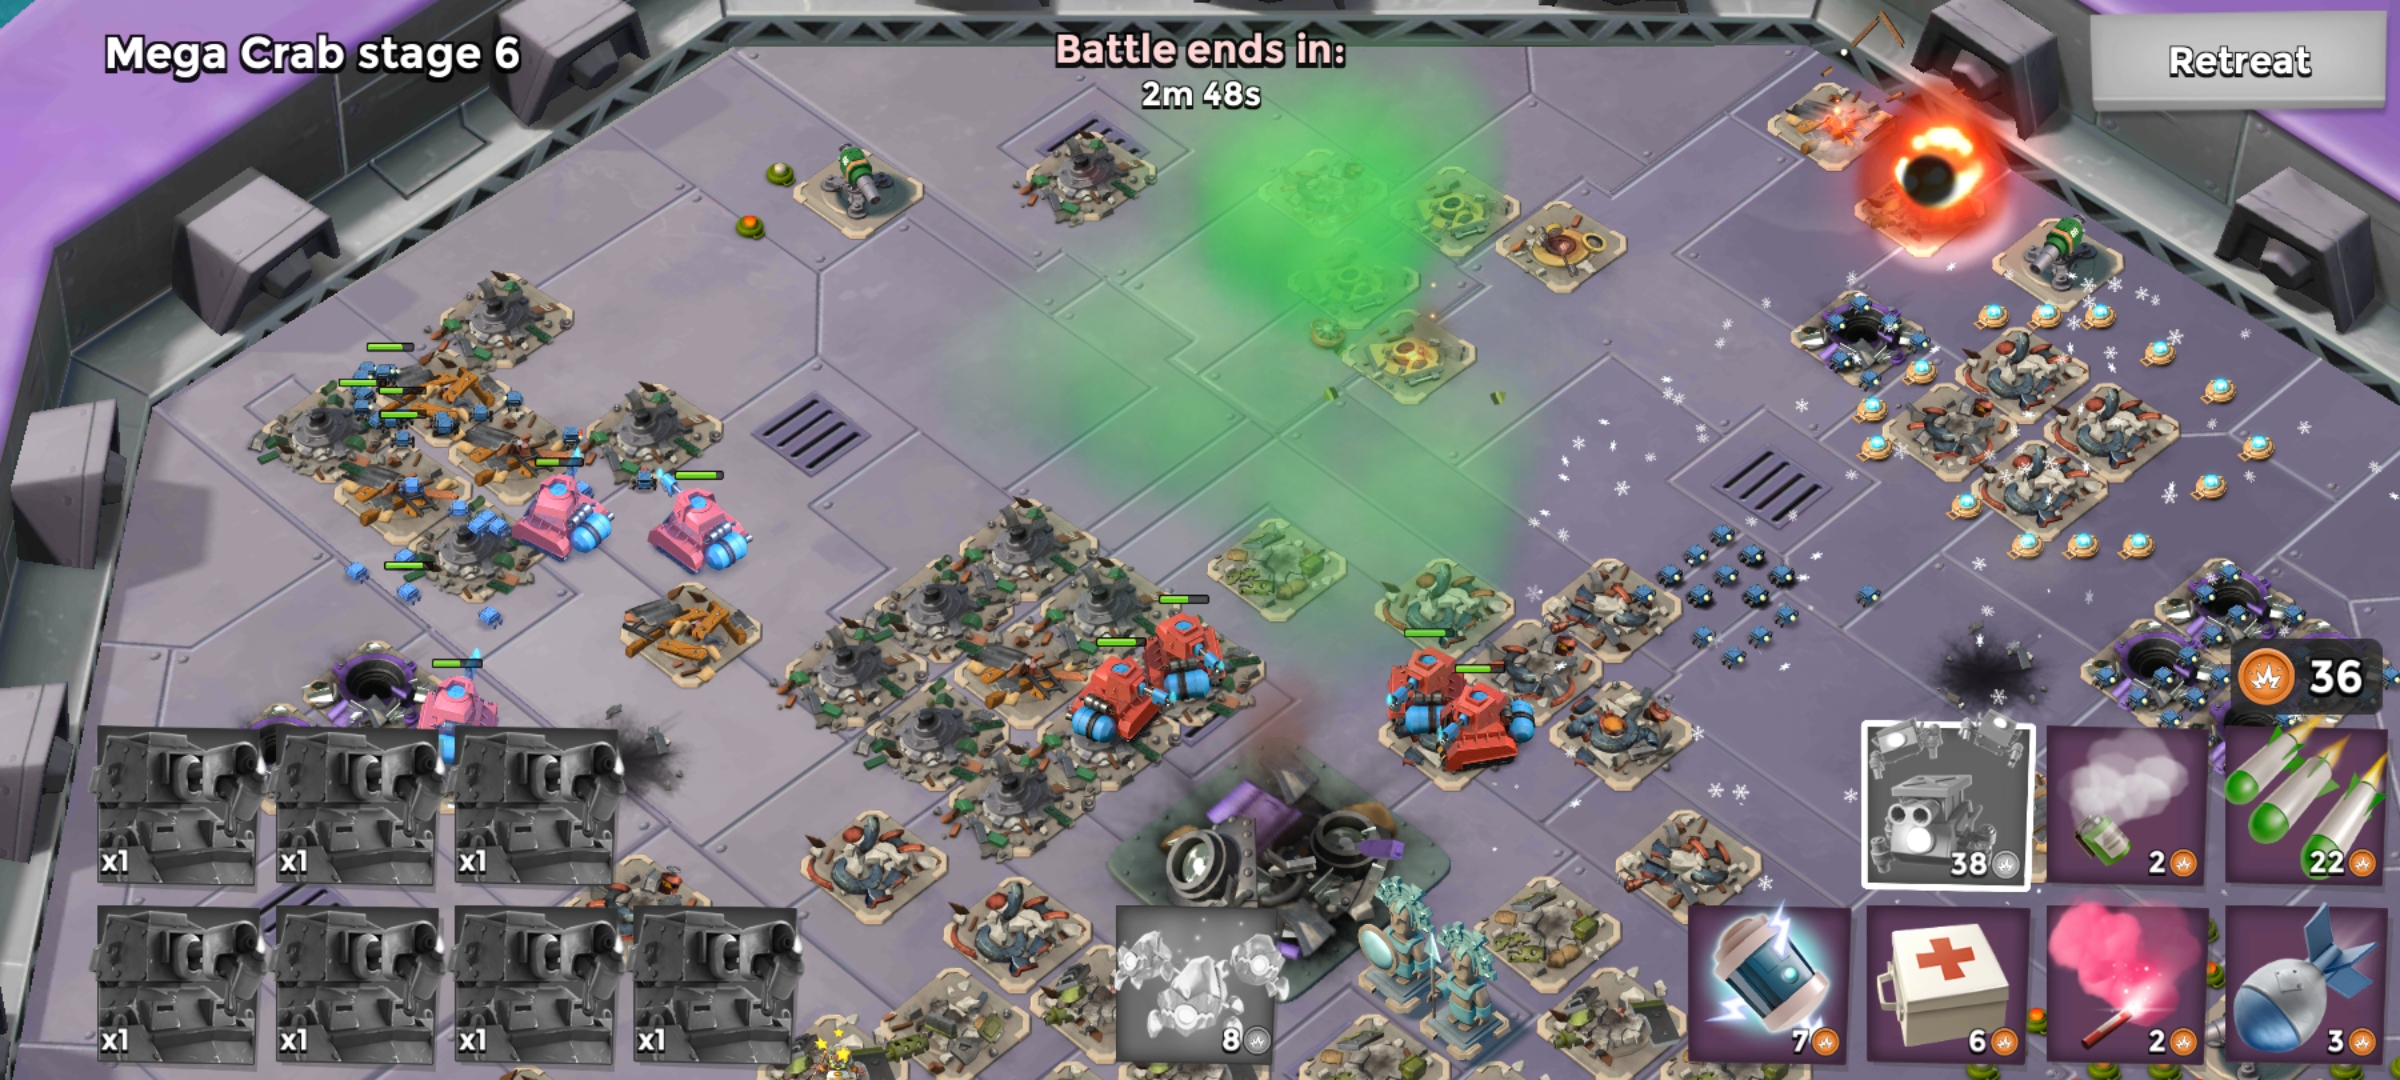 Mega Crab stage 6
Battle ends in:
2m 48s
Retreat
36
x1
x1
x1
38
2
22
x1
x1
x1
x1
8
7
6
2
3